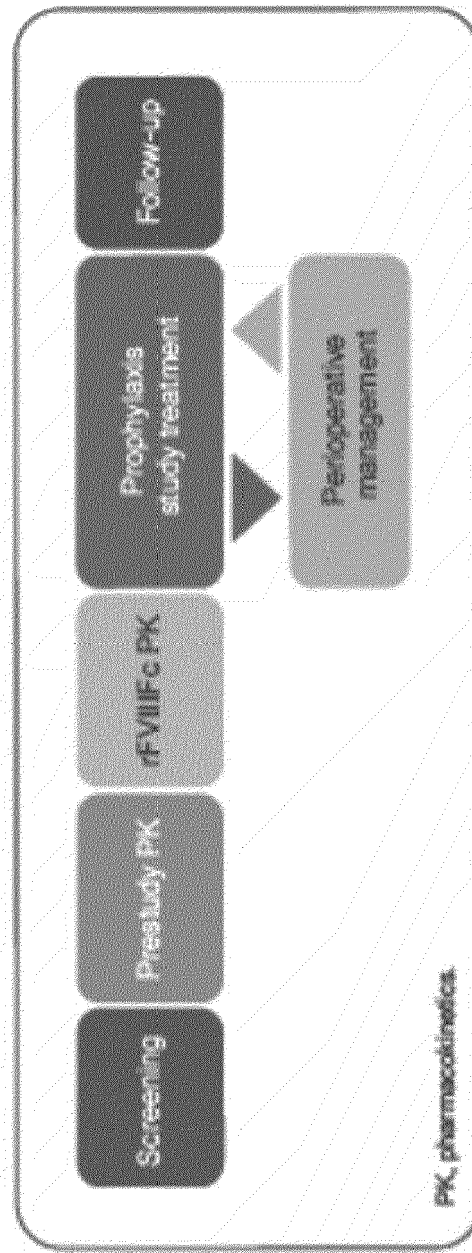 Screening
Prestudy PK
rFVIIIFc PK
Prophylaxis
study treatment
Follow-up
Perioperative
management
PK, pharmacokinetics.